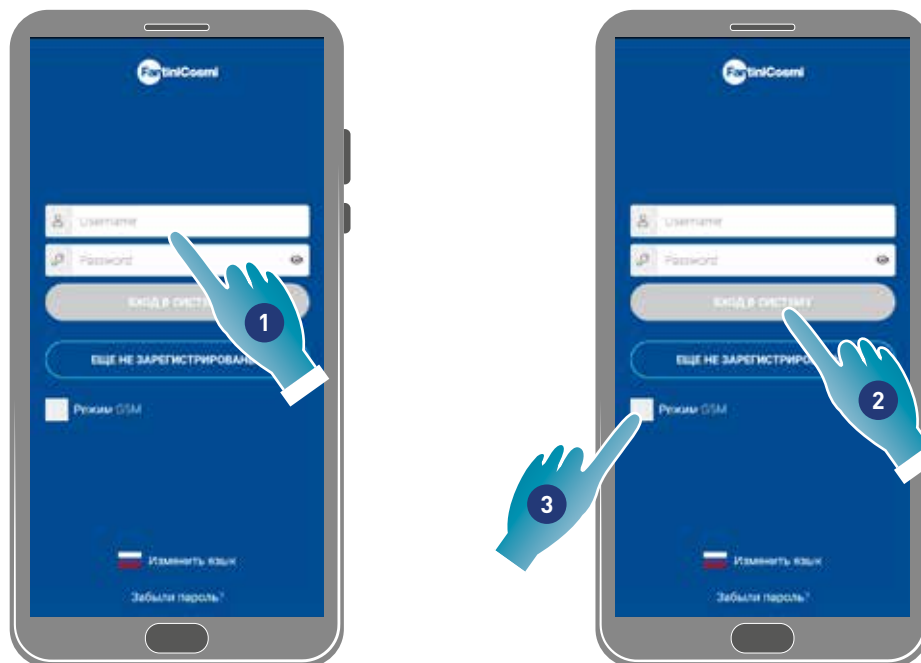 FantiniCosmi
Username
Password
ВХОД В СИСТ
1
ЕЩЕ НЕ ЗАРЕГИСТРИРОВАН
Режим GSM
Изменить язык
Забыли пароль?
FantiniCosmi
Username
Password
ВХОД В СИСТЕМУ
ЕЩЕ НЕ ЗАРЕГИСТРИРО
2
Режим GSM
3
Изменить язык
Забыли пароль?